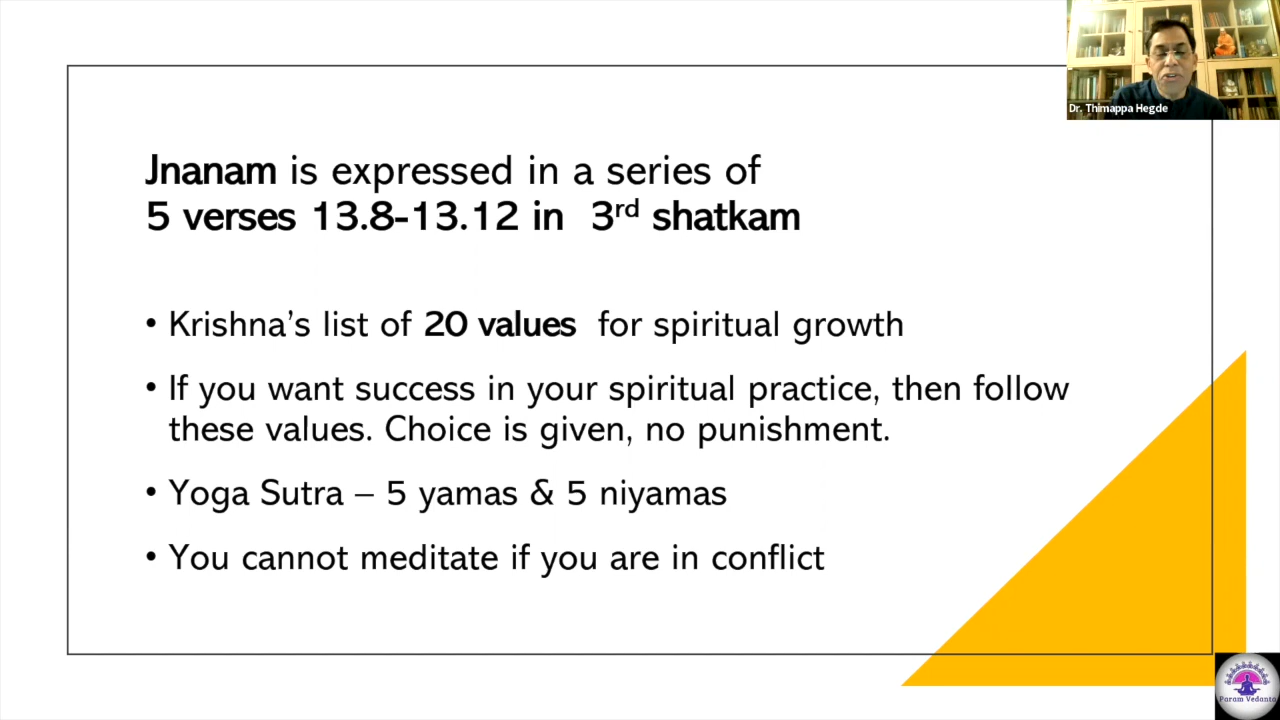 Dr. Thimappa Hegde
Jnanam is expressed in a series of
5 verses 13.8-13.12 in 3rd shatkam
• Krishna’s list of 20 values for spiritual growth
• If you want success in your spiritual practice, then follow
these values. Choice is given, no punishment.
• Yoga Sutra – 5 yamas & 5 niyamas
• You cannot meditate if you are in conflict
Param Vedanta